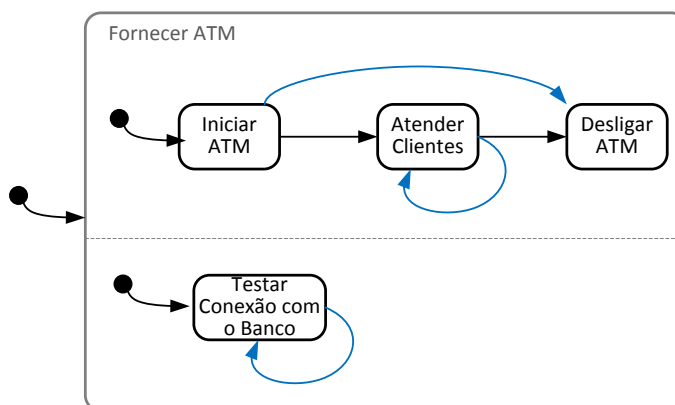 Fornecer ATM
Iniciar
ATM
Atender
Clientes
Desligar
ATM
Testar
Conexão com
o Banco